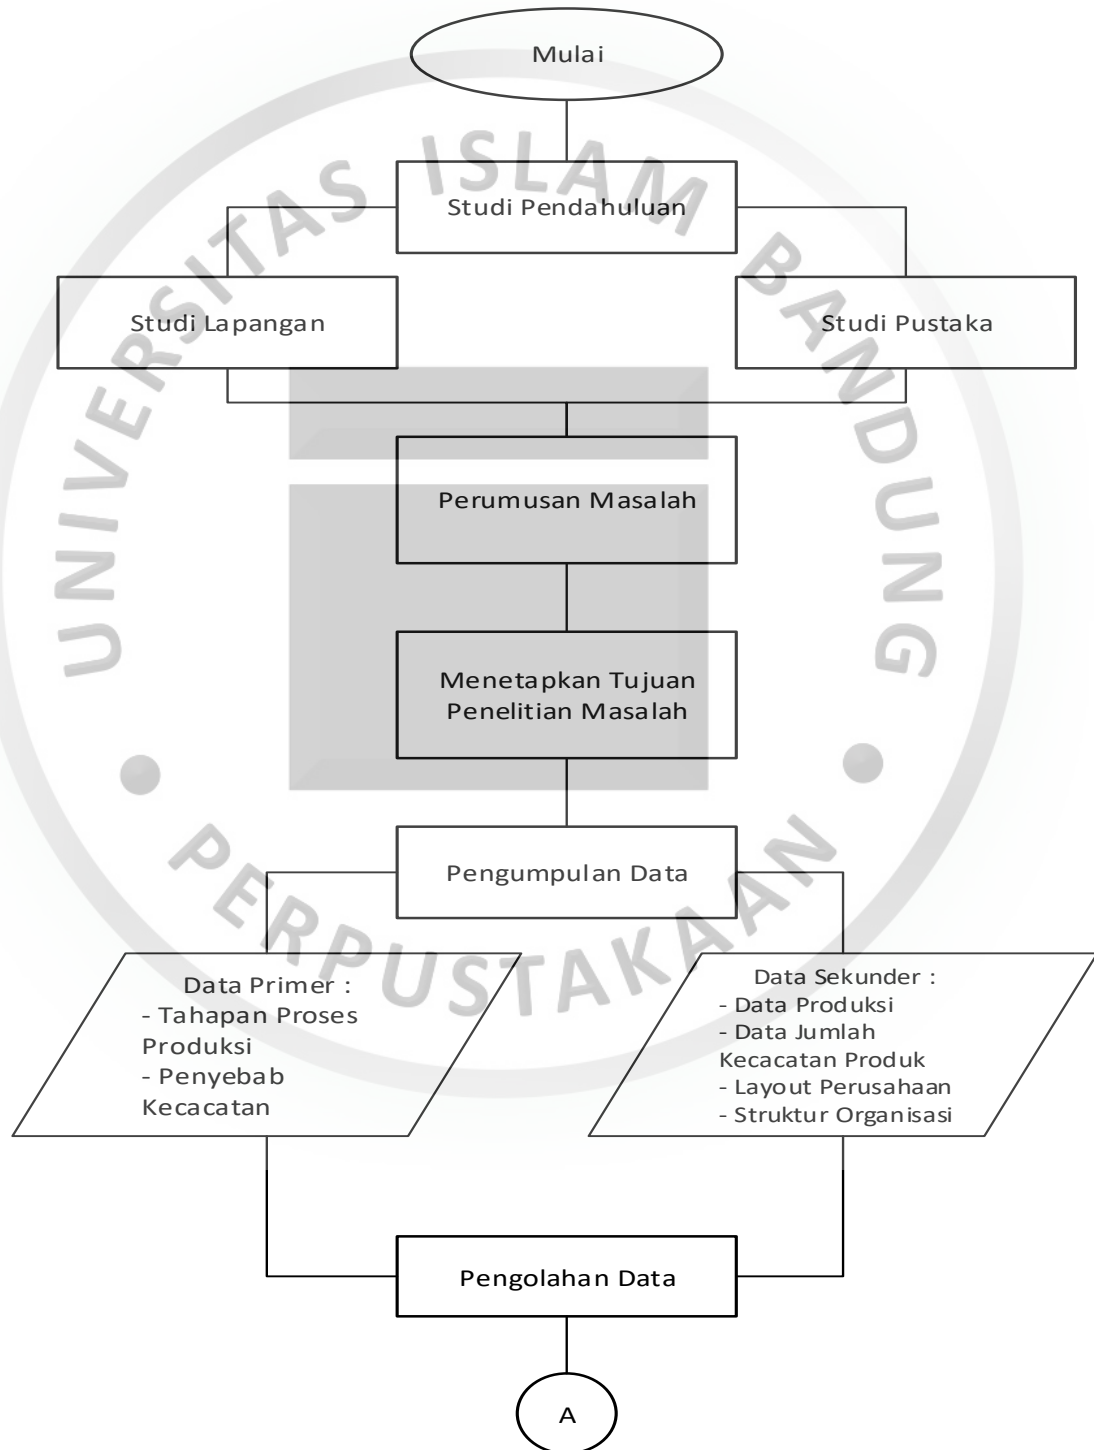 Mulai
Studi Pendahuluan
Studi Lapangan
Studi Pustaka
Perumusan Masalah
Menetapkan Tujuan
Penelitian Masalah
Pengumpulan Data
Data Primer :
- Tahapan Proses
Produksi
- Penyebab
Kecacatan
Data Sekunder :
- Data Produksi
- Data Jumlah
Kecacatan Produk
- Layout Perusahaan
- Struktur Organisasi
Pengolahan Data
A
UNIVERSITAS ISLAM BANDUNG
PERPUSTAKAAN